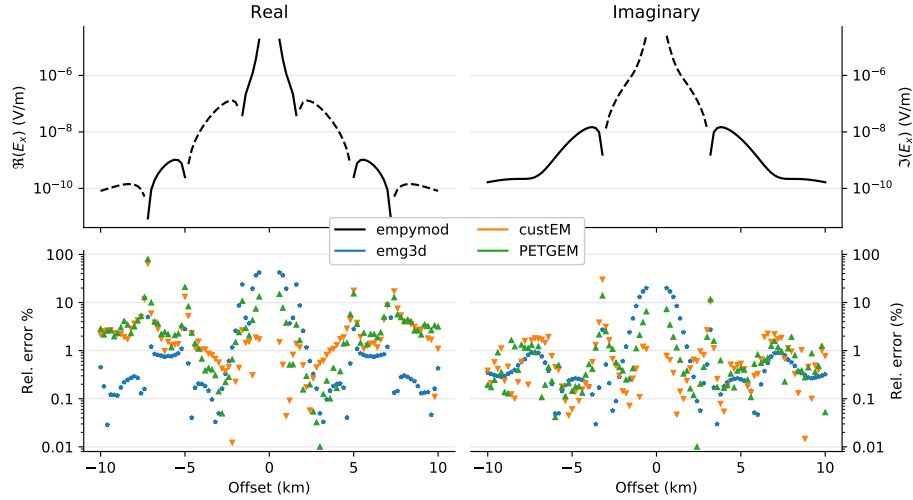 Real
Imaginary
10⁻⁶
10⁻⁸
10⁻¹⁰
ℜ(Eₓ) (V/m)
10⁻⁶
10⁻⁸
10⁻¹⁰
ℑ(Eₓ) (V/m)
empymod
emg3d
custEM
PETGEM
100
10
1
0.1
0.01
Rel. error %
100
10
1
0.1
0.01
Rel. error (%)
−10 −5 0 5 10
Offset (km)
−10 −5 0 5 10
Offset (km)